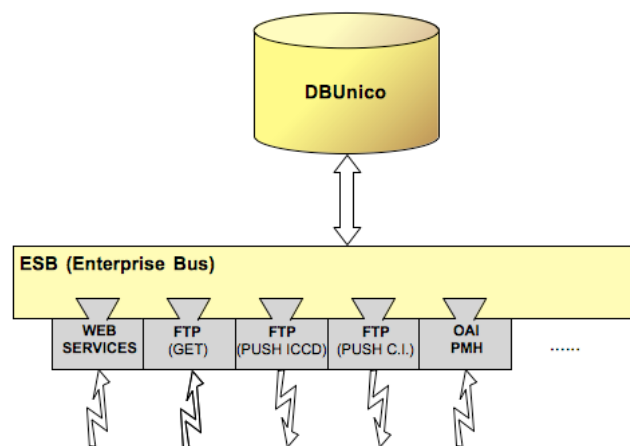 DBUnico
ESB (Enterprise Bus)
WEB
SERVICES
FTP
(GET)
FTP
(PUSH ICCD)
FTP
(PUSH C.I.)
OAI
PMH
......